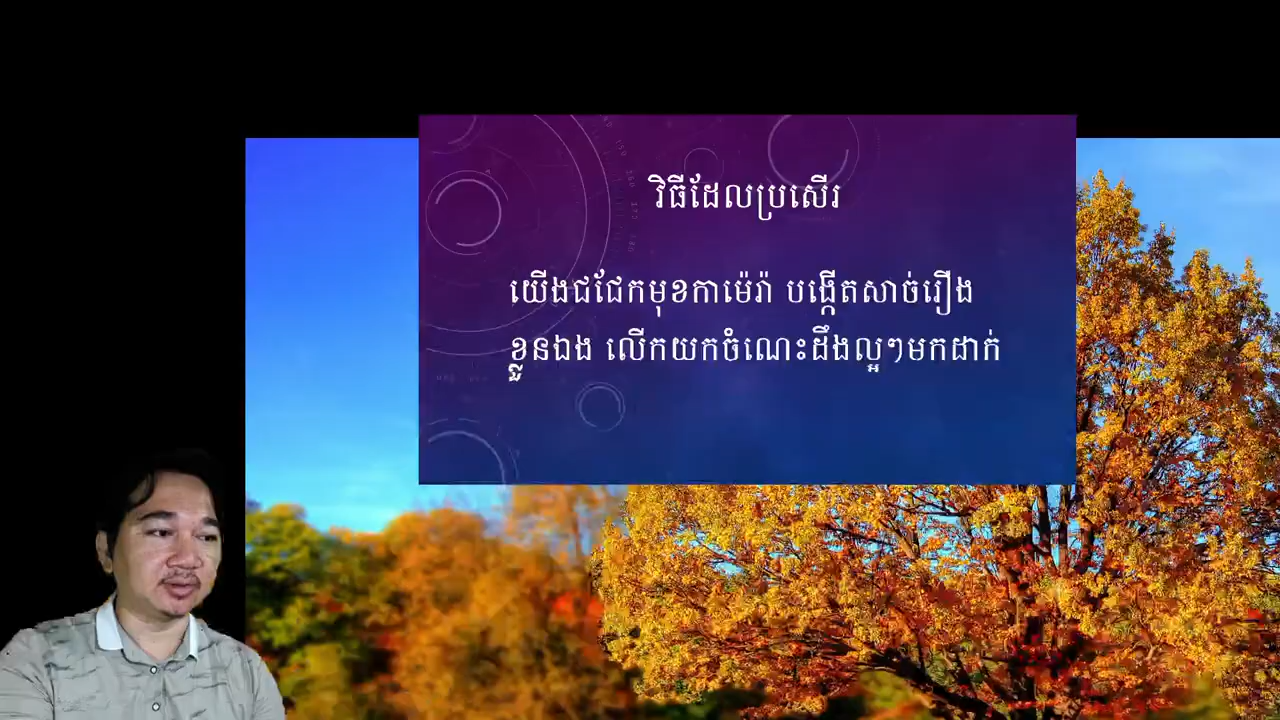 វិធីដែលប្រសើរ
យើងជជែកមុខកាម៉េរ៉ា បង្កើតសាច់រឿង
ខ្លួនឯង លើកយកចំណេះដឹងល្អៗមកដាក់